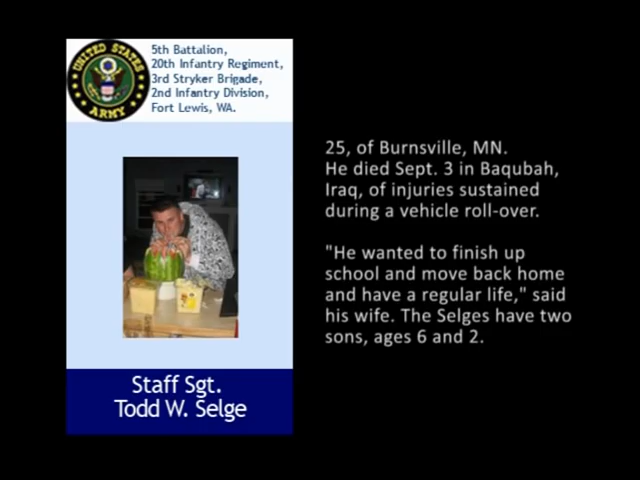 UNITED STATES
ARMY
5th Battalion,
20th Infantry Regiment,
3rd Stryker Brigade,
2nd Infantry Division,
Fort Lewis, WA.
25, of Burnsville, MN.
He died Sept. 3 in Baqubah,
Iraq, of injuries sustained
during a vehicle roll-over.
"He wanted to finish up
school and move back home
and have a regular life," said
his wife. The Selges have two
sons, ages 6 and 2.
Staff Sgt.
Todd W. Selge